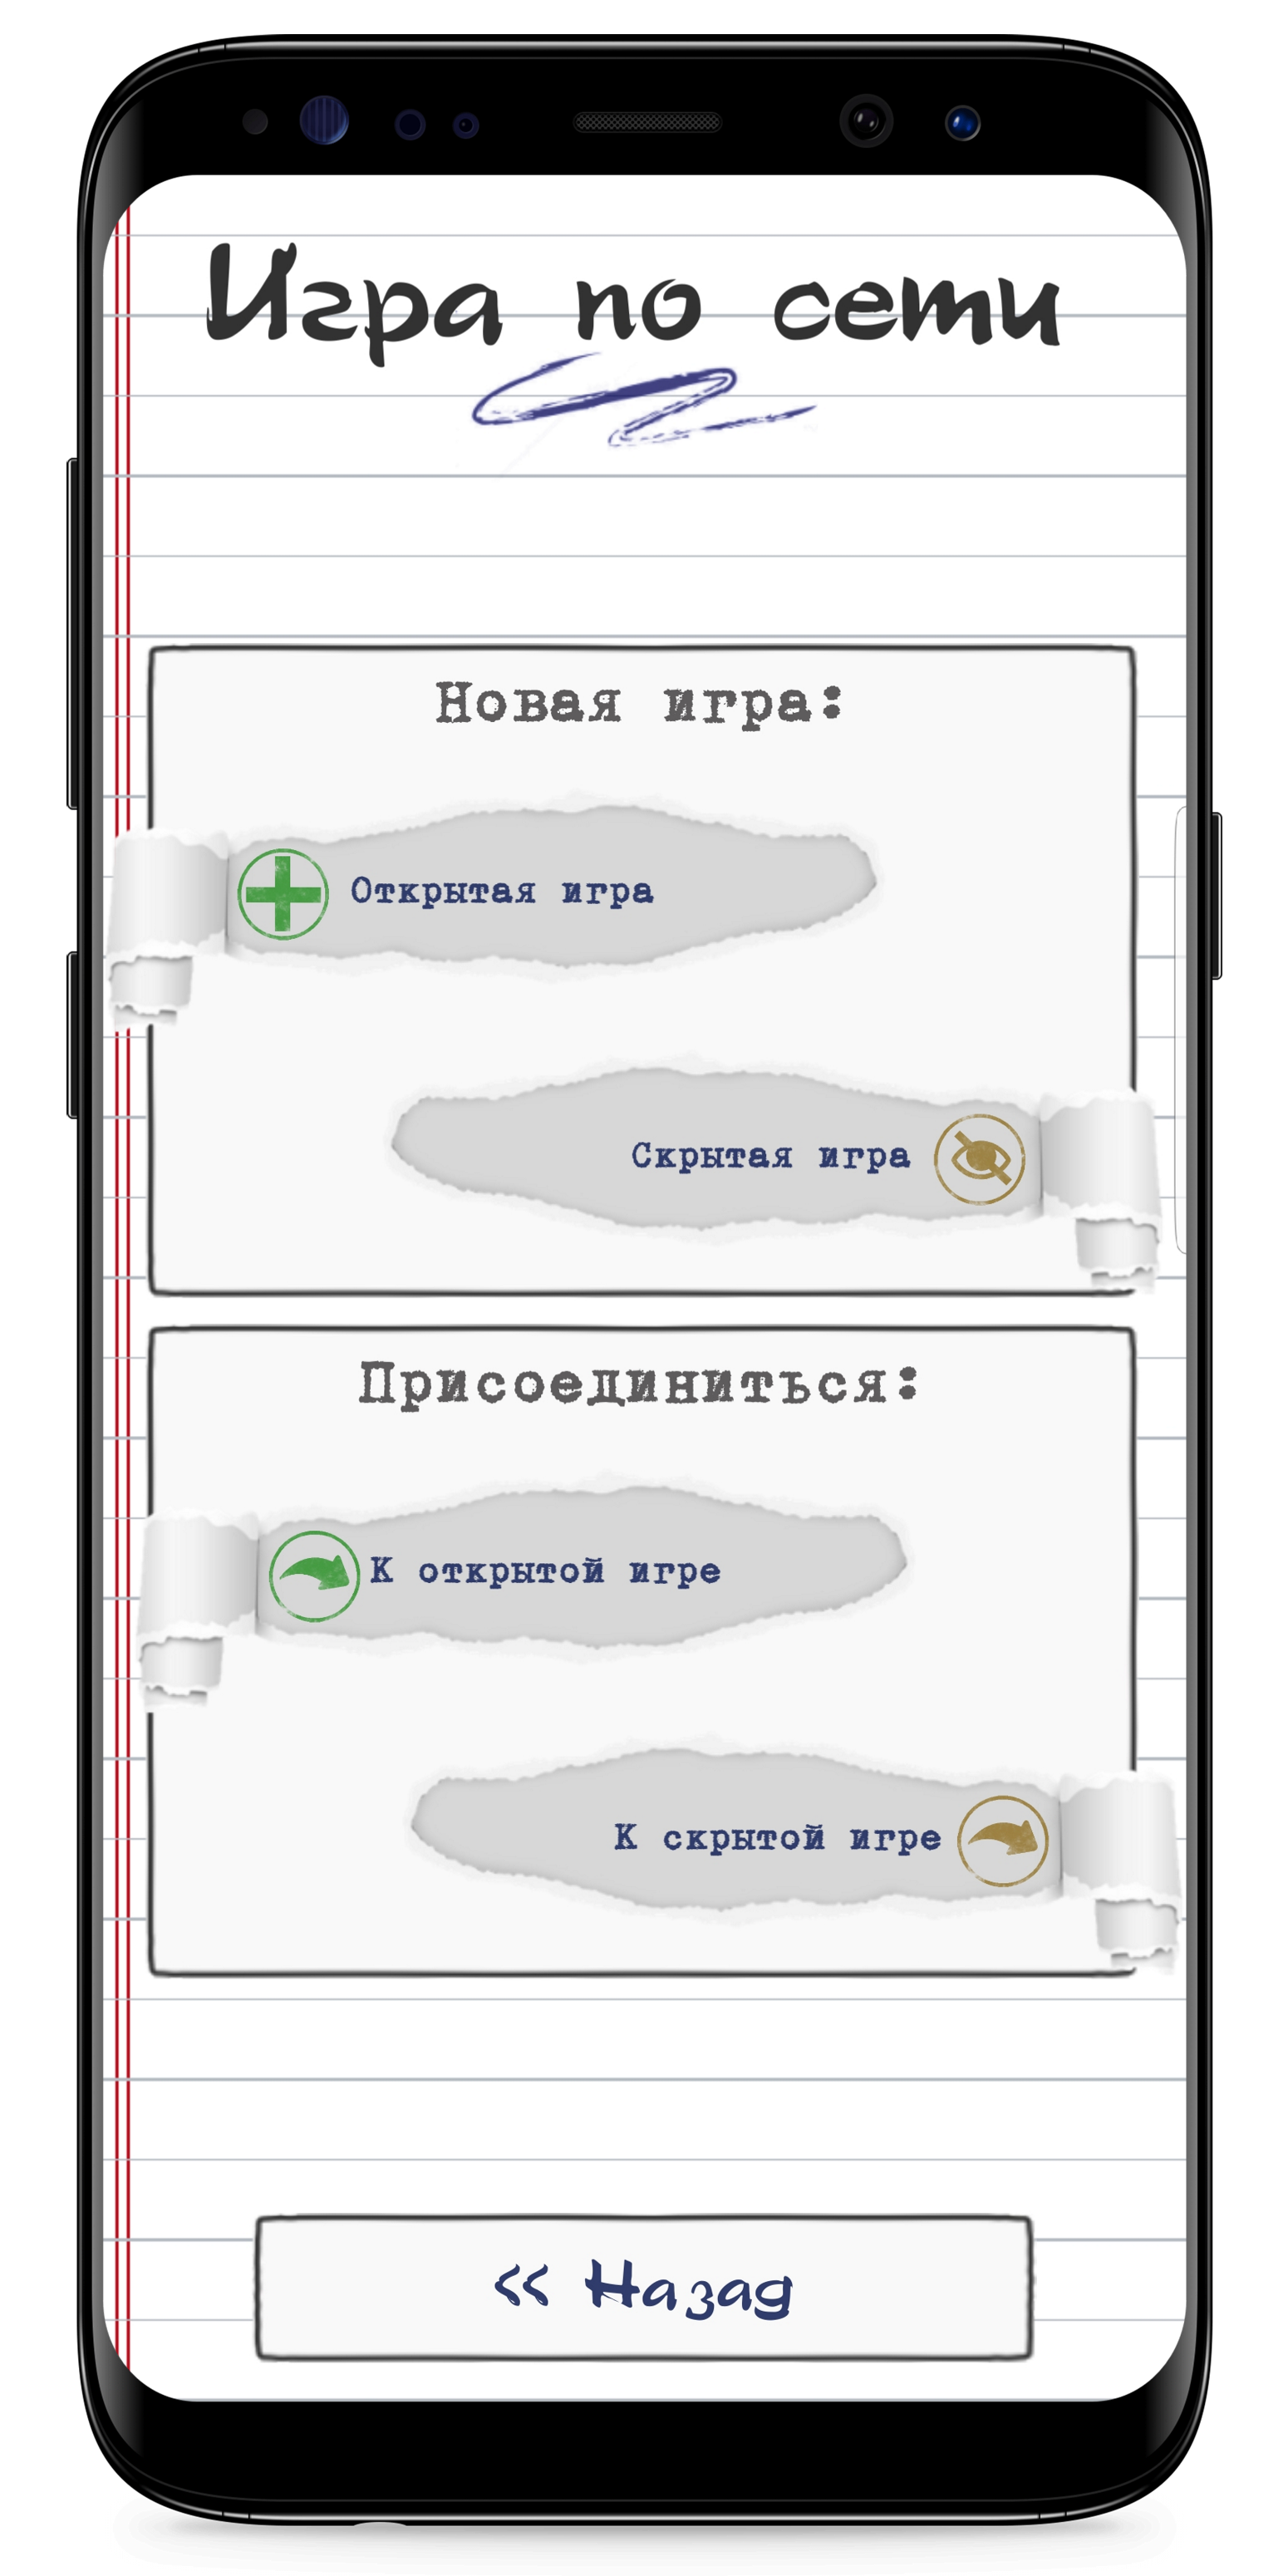 Игра по сети
Новая игра:
Открытая игра
Скрытая игра
Присоединиться:
К открытой игре
К скрытой игре
<< Назад